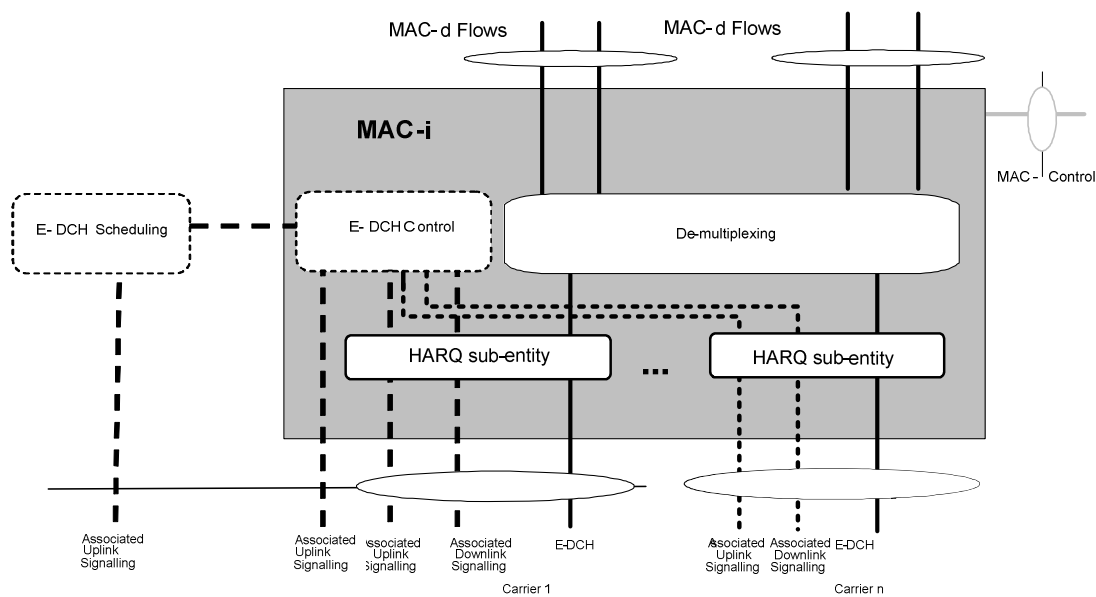 MAC-d Flows
MAC-d Flows
MAC-i
MAC- Control
E- DCH Scheduling
E- DCH Control
De-multiplexing
HARQ sub-entity
...
HARQ sub-entity
Associated
Uplink
Signalling
Associated
Uplink
Signalling
Associated
Uplink
Signalling
Associated
Downlink
Signalling
E-DCH
Associated
Uplink
Signalling
Associated
Downlink
Signalling
E-DCH
Carrier 1
Carrier n